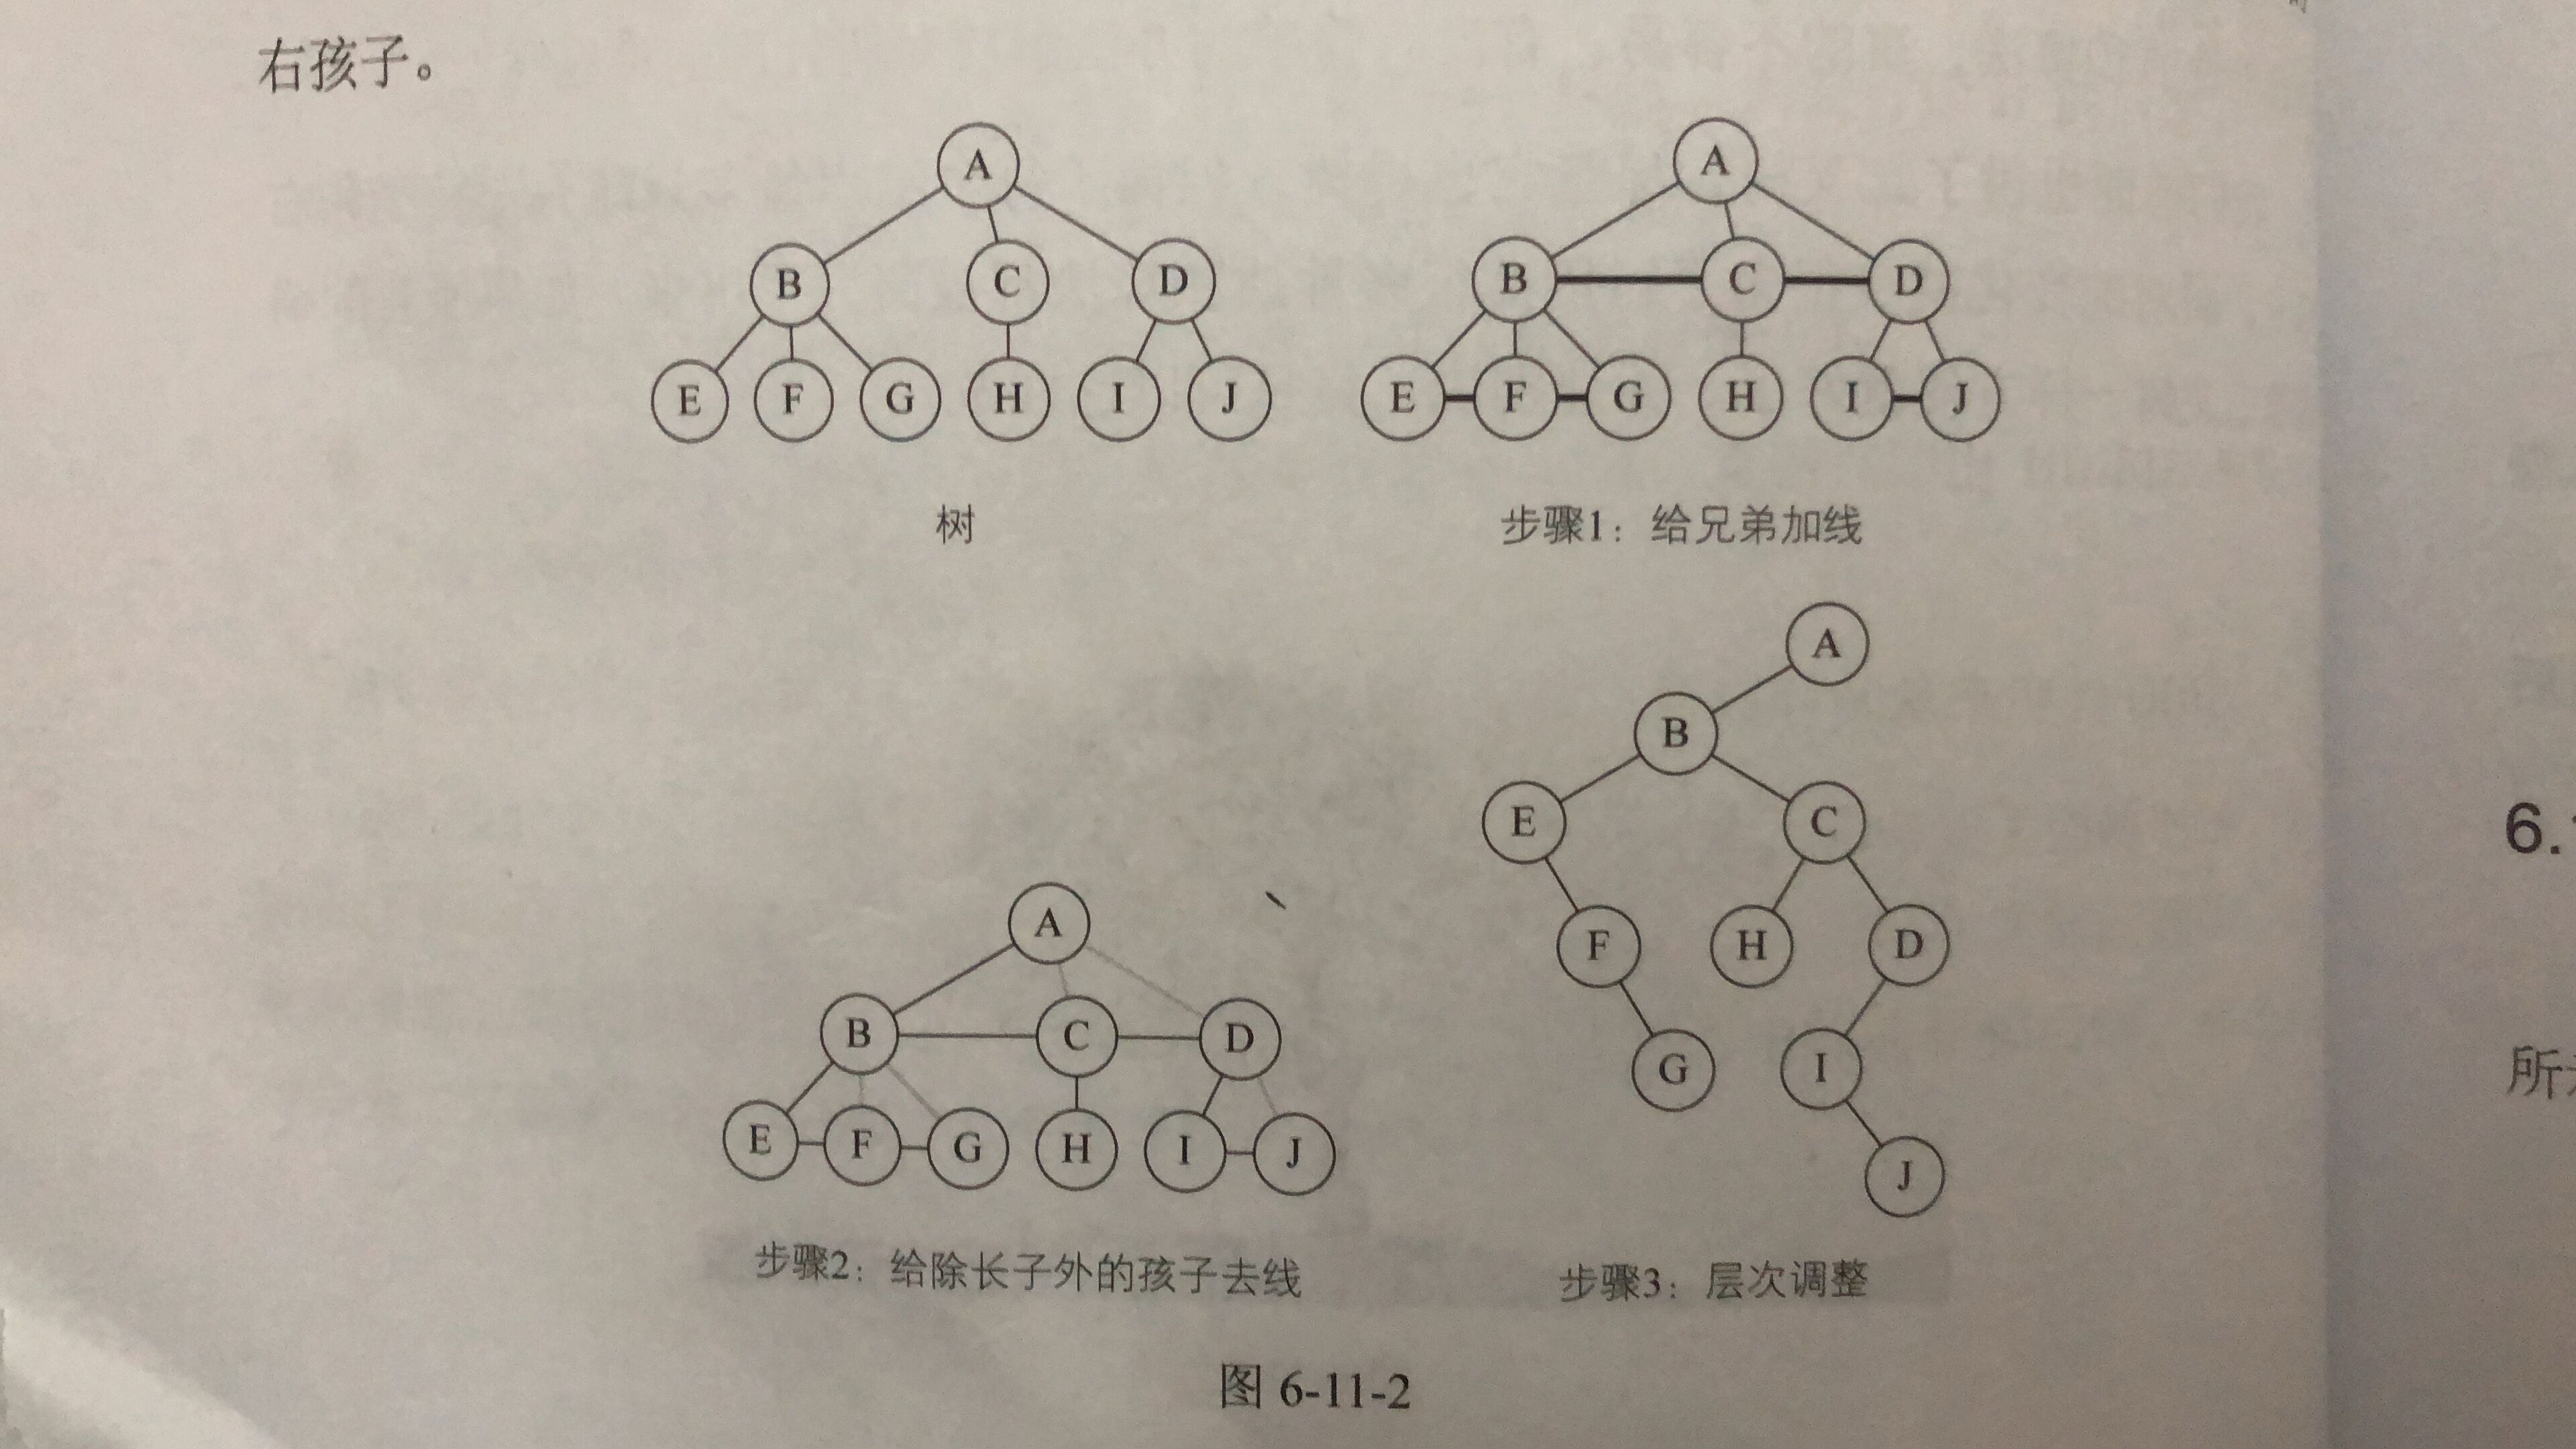 右孩子。
A
A
B C D
B C D
E F G H I J
E F G H I J
树
步骤1：给兄弟加线
A
B
E C
F H D
G I
J
A
B C D
E F G H I J
步骤2：给除长子外的孩子去线
步骤3：层次调整
图 6-11-2
6.
所